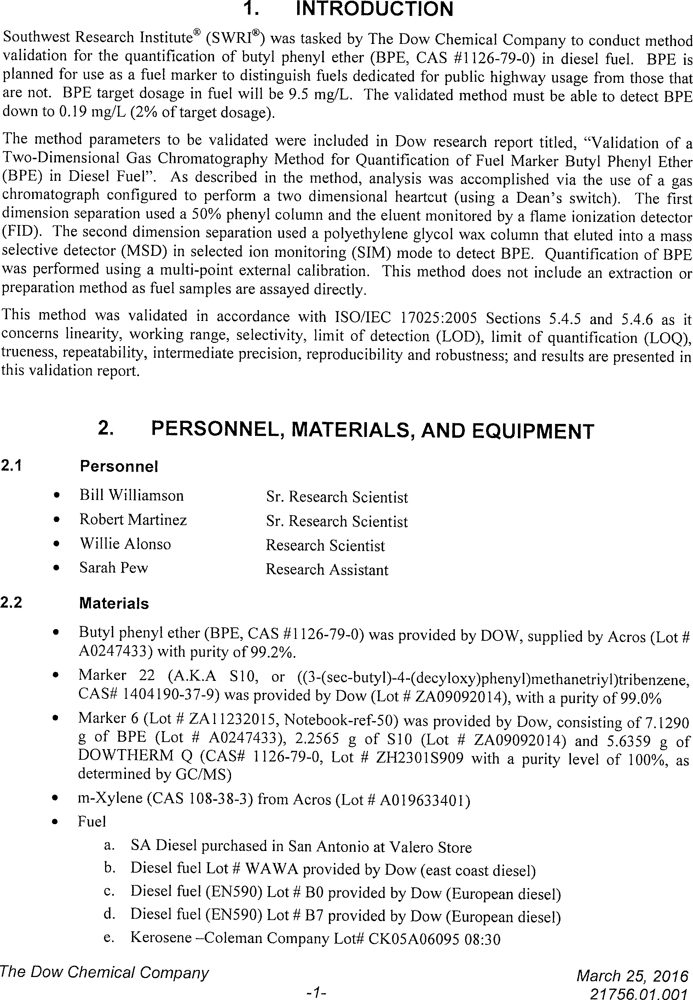 1. INTRODUCTION
Southwest Research Institute® (SWRI®) was tasked by The Dow Chemical Company to conduct method
validation for the quantification of butyl phenyl ether (BPE, CAS #1126-79-0) in diesel fuel. BPE is
planned for use as a fuel marker to distinguish fuels dedicated for public highway usage from those that
are not. BPE target dosage in fuel will be 9.5 mg/L. The validated method must be able to detect BPE
down to 0.19 mg/L (2% of target dosage).
The method parameters to be validated were included in Dow research report titled, “Validation of a
Two-Dimensional Gas Chromatography Method for Quantification of Fuel Marker Butyl Phenyl Ether
(BPE) in Diesel Fuel”. As described in the method, analysis was accomplished via the use of a gas
chromatograph configured to perform a two dimensional heartcut (using a Dean’s switch). The first
dimension separation used a 50% phenyl column and the eluent monitored by a flame ionization detector
(FID). The second dimension separation used a polyethylene glycol wax column that eluted into a mass
selective detector (MSD) in selected ion monitoring (SIM) mode to detect BPE. Quantification of BPE
was performed using a multi-point external calibration. This method does not include an extraction or
preparation method as fuel samples are assayed directly.
This method was validated in accordance with ISO/IEC 17025:2005 Sections 5.4.5 and 5.4.6 as it
concerns linearity, working range, selectivity, limit of detection (LOD), limit of quantification (LOQ),
trueness, repeatability, intermediate precision, reproducibility and robustness; and results are presented in
this validation report.
2. PERSONNEL, MATERIALS, AND EQUIPMENT
2.1 Personnel
• Bill Williamson Sr. Research Scientist
• Robert Martinez Sr. Research Scientist
• Willie Alonso Research Scientist
• Sarah Pew Research Assistant
2.2 Materials
• Butyl phenyl ether (BPE, CAS #1126-79-0) was provided by DOW, supplied by Acros (Lot #
A0247433) with purity of 99.2%.
• Marker 22 (A.K.A S10, or ((3-(sec-butyl)-4-(decyloxy)phenyl)methanetriyl)tribenzene,
CAS# 1404190-37-9) was provided by Dow (Lot # ZA09092014), with a purity of 99.0%
• Marker 6 (Lot # ZA11232015, Notebook-ref-50) was provided by Dow, consisting of 7.1290
g of BPE (Lot # A0247433), 2.2565 g of S10 (Lot # ZA09092014) and 5.6359 g of
DOWTHERM Q (CAS# 1126-79-0, Lot # ZH2301S909 with a purity level of 100%, as
determined by GC/MS)
• m-Xylene (CAS 108-38-3) from Acros (Lot # A019633401)
• Fuel
a. SA Diesel purchased in San Antonio at Valero Store
b. Diesel fuel Lot # WAWA provided by Dow (east coast diesel)
c. Diesel fuel (EN590) Lot # B0 provided by Dow (European diesel)
d. Diesel fuel (EN590) Lot # B7 provided by Dow (European diesel)
e. Kerosene –Coleman Company Lot# CK05A06095 08:30
The Dow Chemical Company March 25, 2016
-1- 21756.01.001